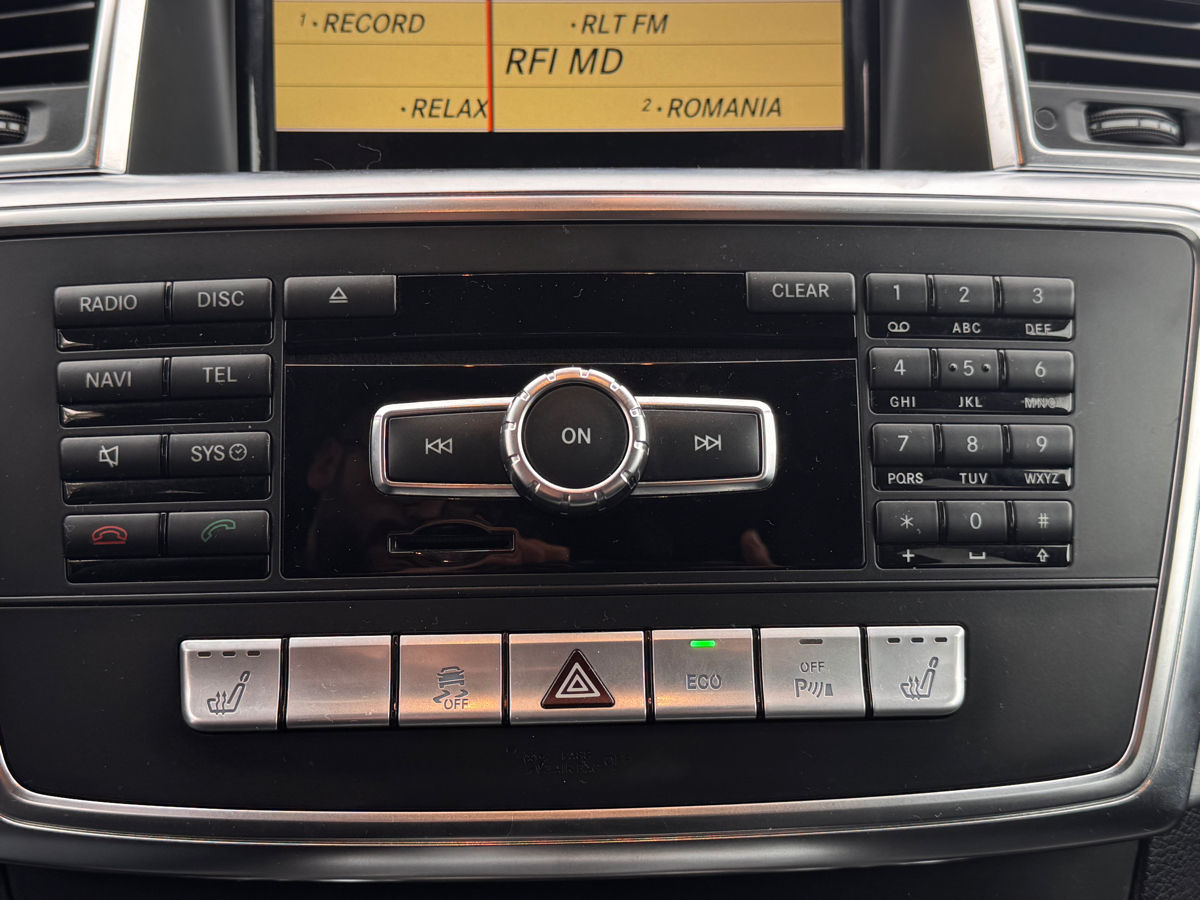 1 • RECORD • RLT FM
RFI MD
• RELAX 2 • ROMANIA
RADIO DISC CLEAR 1 2 3
ABC DEF
NAVI TEL 4 5 6
GHI JKL MNO
SYS ON 7 8 9
PQRS TUV WXYZ
* 0 #
+
OFF ECO OFF
P